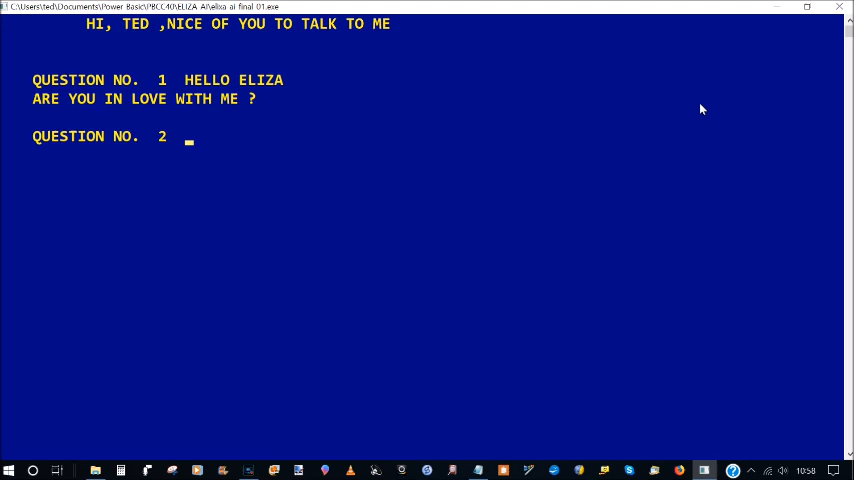 C:\Users\ted\Documents\Power Basic\PBCC40\ELIZA AI\elixa ai final 01.exe
HI, TED ,NICE OF YOU TO TALK TO ME
QUESTION NO. 1 HELLO ELIZA
ARE YOU IN LOVE WITH ME ?
QUESTION NO. 2
10:58